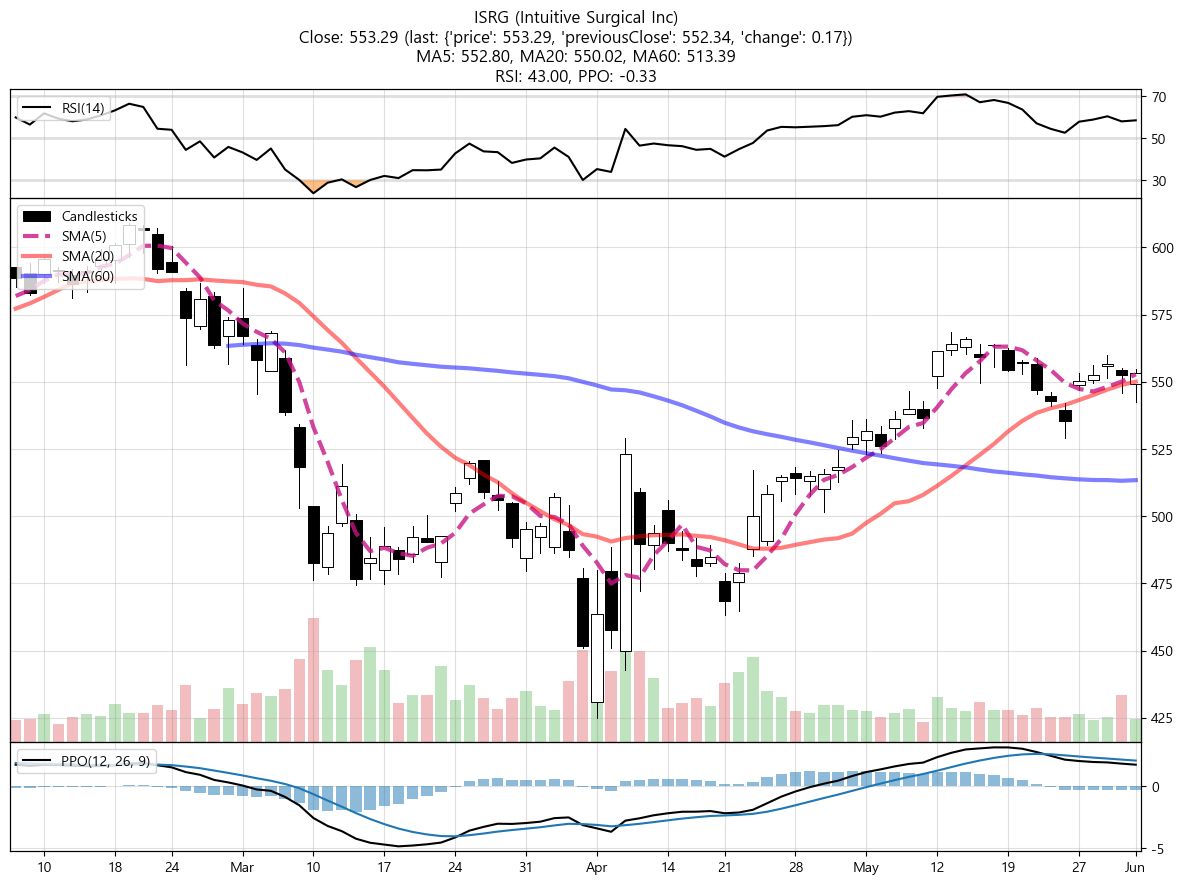 ISRG (Intuitive Surgical Inc)
Close: 553.29 (last: {'price': 553.29, 'previousClose': 552.34, 'change': 0.17})
MA5: 552.80, MA20: 550.02, MA60: 513.39
RSI: 43.00, PPO: -0.33
RSI(14)
70
50
30
Candlesticks
SMA(5)
SMA(20)
SMA(60)
600
575
550
525
500
475
450
425
PPO(12, 26, 9)
0
-5
10 18 24 Mar 10 17 24 31 Apr 14 21 28 May 12 19 27 Jun